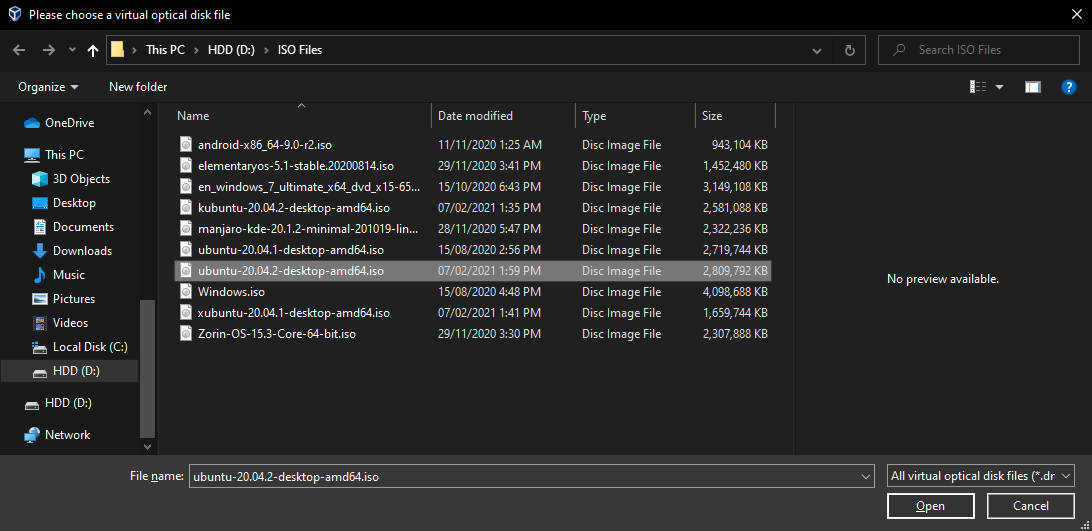 Please choose a virtual optical disk file
This PC HDD (D:) ISO Files
Search ISO Files
Organize New folder
OneDrive
This PC
3D Objects
Desktop
Documents
Downloads
Music
Pictures
Videos
Local Disk (C:)
HDD (D:)
HDD (D:)
Network
Name Date modified Type Size
android-x86_64-9.0-r2.iso 11/11/2020 1:25 AM Disc Image File 943,104 KB
elementaryos-5.1-stable.20200814.iso 29/11/2020 3:41 PM Disc Image File 1,452,480 KB
en_windows_7_ultimate_x64_dvd_x15-65... 15/10/2020 6:43 PM Disc Image File 3,149,108 KB
kubuntu-20.04.2-desktop-amd64.iso 07/02/2021 1:35 PM Disc Image File 2,581,088 KB
manjaro-kde-20.1.2-minimal-201019-lin... 28/11/2020 5:47 PM Disc Image File 2,322,236 KB
ubuntu-20.04.1-desktop-amd64.iso 15/08/2020 2:56 PM Disc Image File 2,719,744 KB
ubuntu-20.04.2-desktop-amd64.iso 07/02/2021 1:59 PM Disc Image File 2,809,792 KB
Windows.iso 15/08/2020 4:48 PM Disc Image File 4,098,688 KB
xubuntu-20.04.1-desktop-amd64.iso 07/02/2021 1:41 PM Disc Image File 1,659,744 KB
Zorin-OS-15.3-Core-64-bit.iso 29/11/2020 3:30 PM Disc Image File 2,307,888 KB
No preview available.
File name: ubuntu-20.04.2-desktop-amd64.iso
All virtual optical disk files (*.dr
Open Cancel